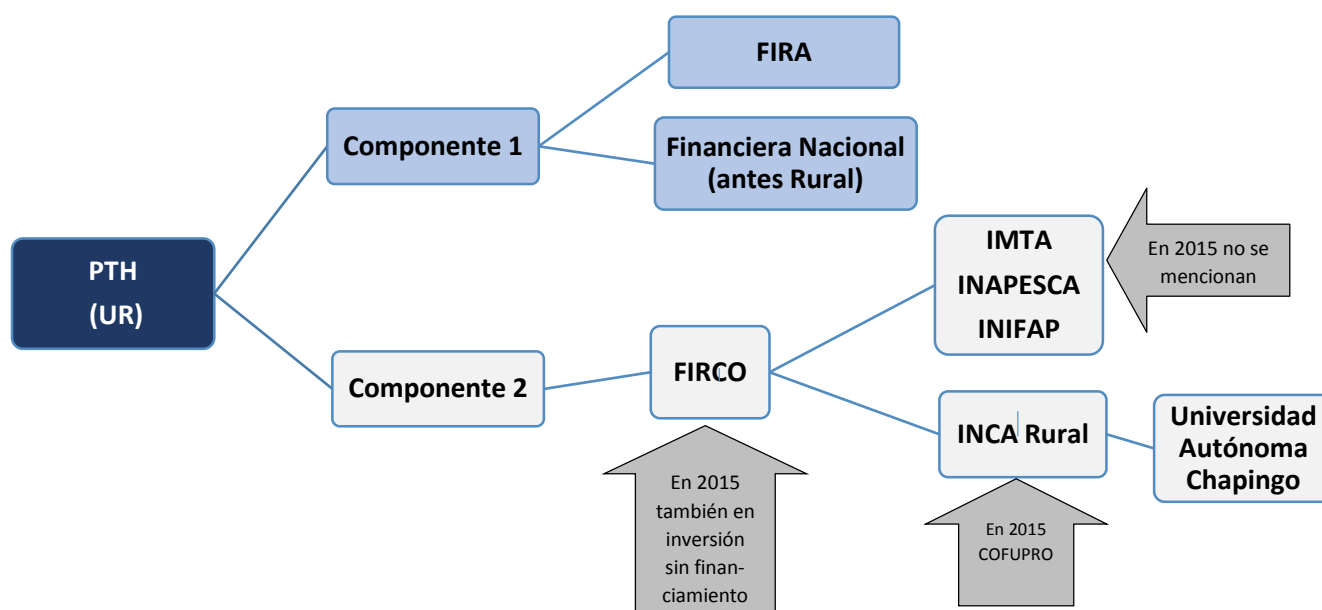 FIRA
Componente 1
Financiera Nacional
(antes Rural)
PTH
(UR)
IMTA
INAPESCA
INIFAP
En 2015 no se
mencionan
Componente 2
FIRCO
INCA Rural
Universidad
Autónoma
Chapingo
En 2015
también en
inversión
sin finan-
ciamiento
En 2015
COFUPRO